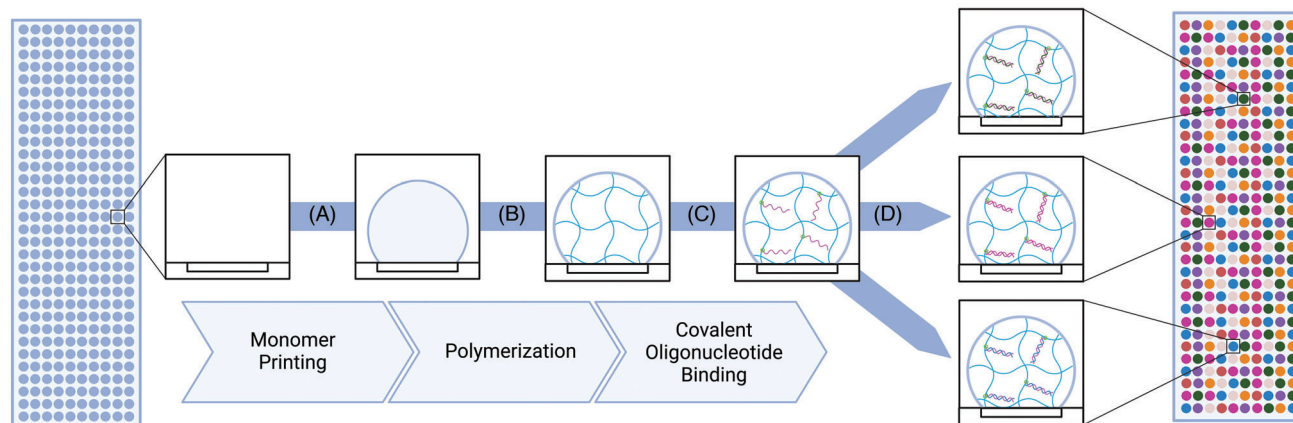 (A)
(B)
(C)
(D)
Monomer
Printing
Polymerization
Covalent
Oligonucleotide
Binding